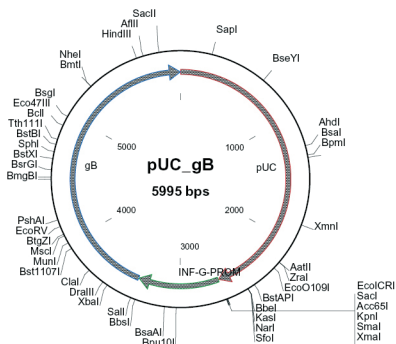 SacII
AflII
HindIII
SapI
NheI
BmtI
BseYI
BsgI
Eco47III
BclI
Tth111I
BstBI
SphI
BstXI
BsrGI
BmgBI
AhdI
BsaI
BpmI
5000
1000
gB
pUC_gB
pUC
5995 bps
4000
2000
3000
PshAI
EcoRV
BtgZI
MscI
MunI
Bst1107I
XmnI
INF-G-PROM
AatII
ZraI
EcoO109I
ClaI
DraIII
XbaI
BstAPI
BbeI
KasI
NarI
SfoI
EcoICRI
SacI
Acc65I
KpnI
SmaI
XmaI
SalI
BbsI
BsaAI
Bpu10I